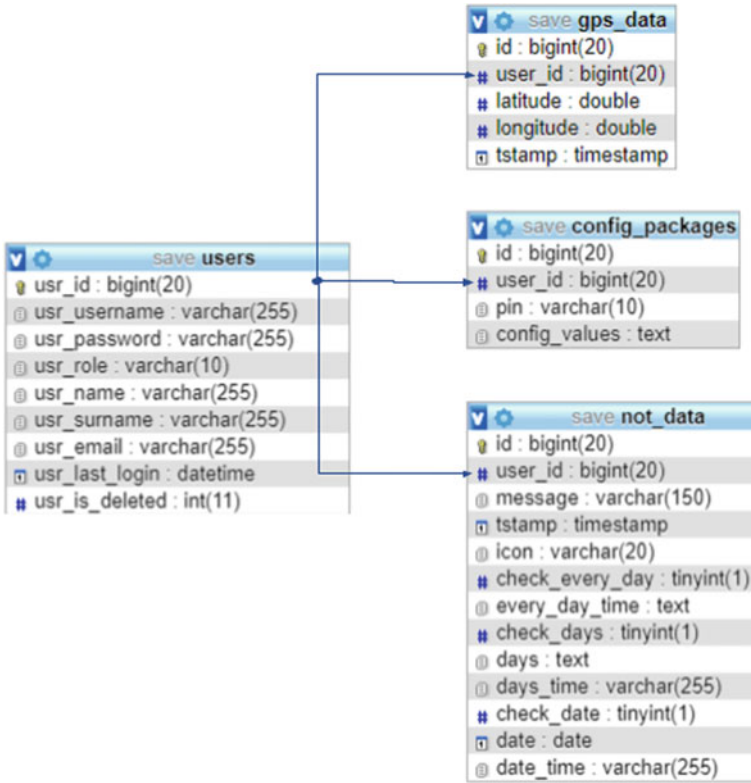 save gps_data
id : bigint(20)
user_id : bigint(20)
latitude : double
longitude : double
tstamp : timestamp
save config_packages
id : bigint(20)
user_id : bigint(20)
pin : varchar(10)
config_values : text
save users
usr_id : bigint(20)
usr_username : varchar(255)
usr_password : varchar(255)
usr_role : varchar(10)
usr_name : varchar(255)
usr_surname : varchar(255)
usr_email : varchar(255)
usr_last_login : datetime
usr_is_deleted : int(11)
save not_data
id : bigint(20)
user_id : bigint(20)
message : varchar(150)
tstamp : timestamp
icon : varchar(20)
check_every_day : tinyint(1)
every_day_time : text
check_days : tinyint(1)
days : text
days_time : varchar(255)
check_date : tinyint(1)
date : date
date_time : varchar(255)